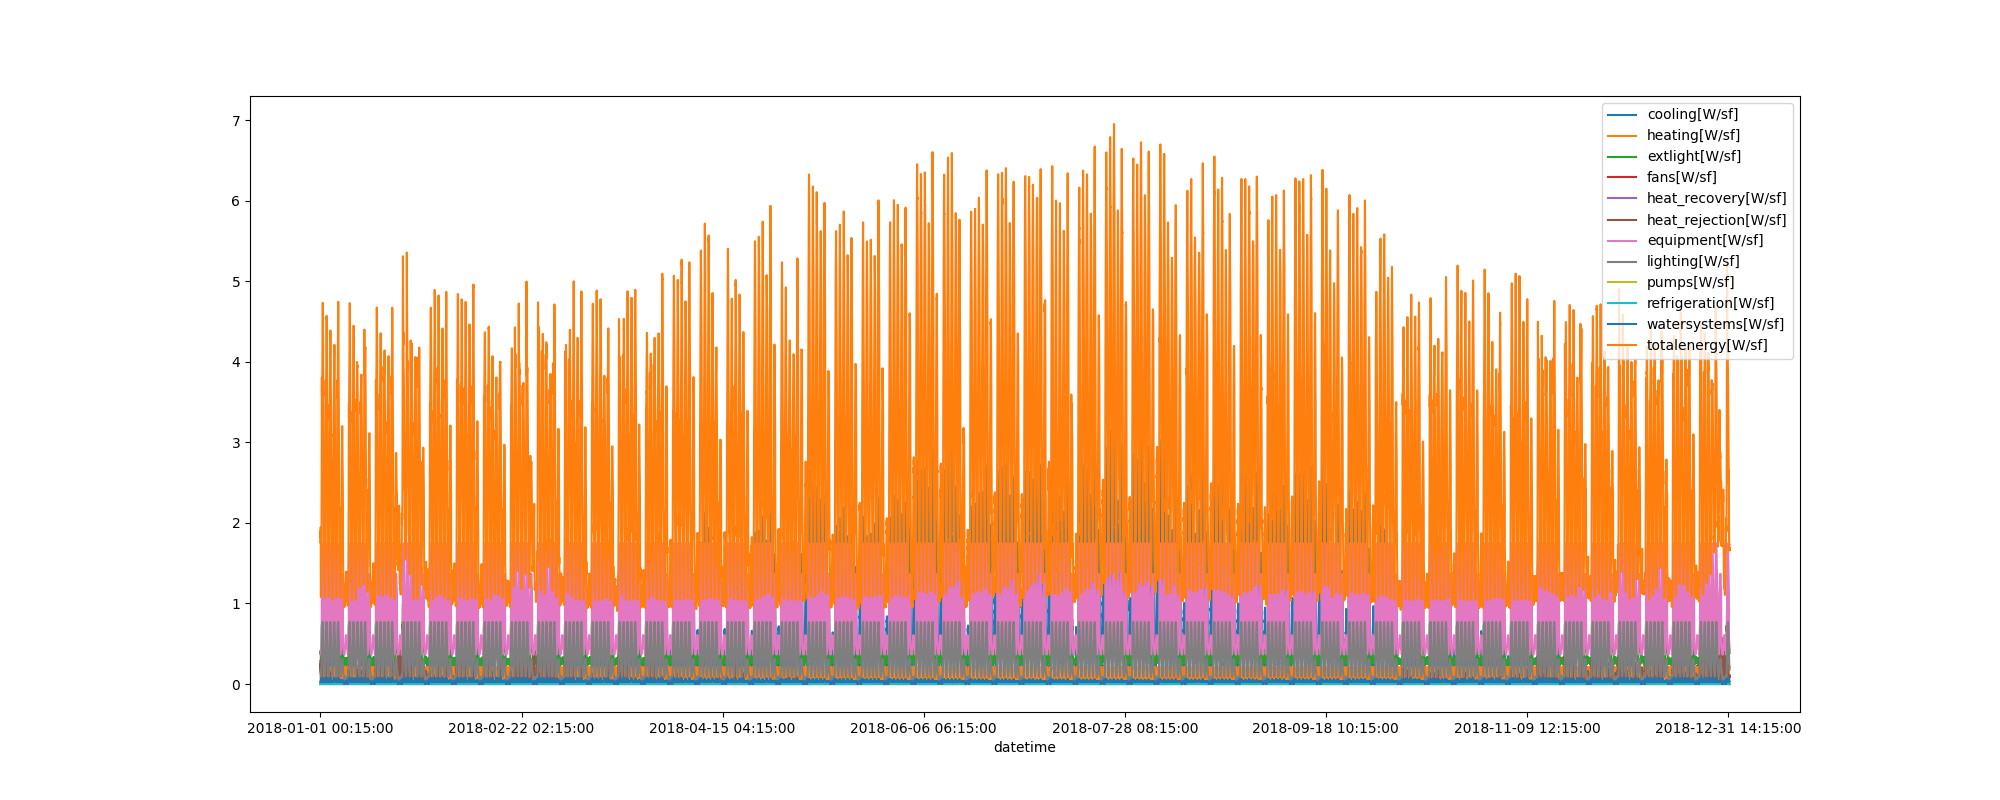 7
6
5
4
3
2
1
0
cooling[W/sf]
heating[W/sf]
extlight[W/sf]
fans[W/sf]
heat_recovery[W/sf]
heat_rejection[W/sf]
equipment[W/sf]
lighting[W/sf]
pumps[W/sf]
refrigeration[W/sf]
watersystems[W/sf]
totalenergy[W/sf]
2018-01-01 00:15:00
2018-02-22 02:15:00
2018-04-15 04:15:00
2018-06-06 06:15:00
2018-07-28 08:15:00
2018-09-18 10:15:00
2018-11-09 12:15:00
2018-12-31 14:15:00
datetime